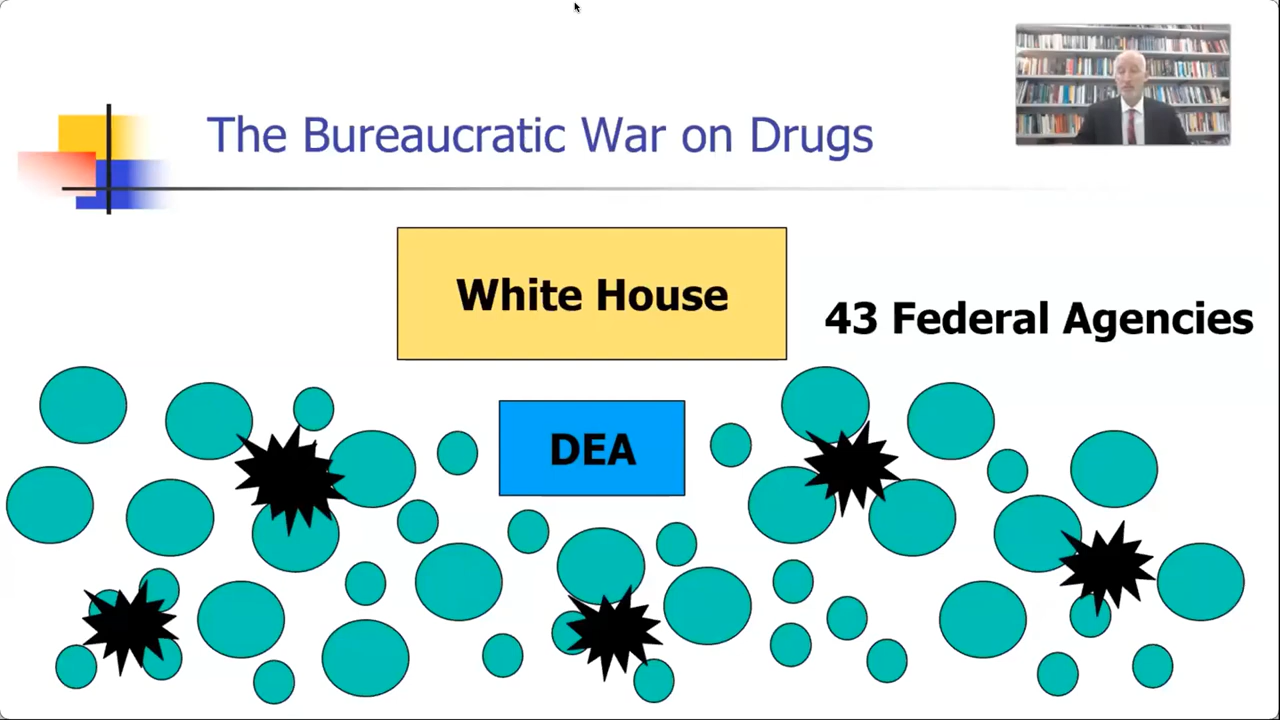 The Bureaucratic War on Drugs
White House
43 Federal Agencies
DEA